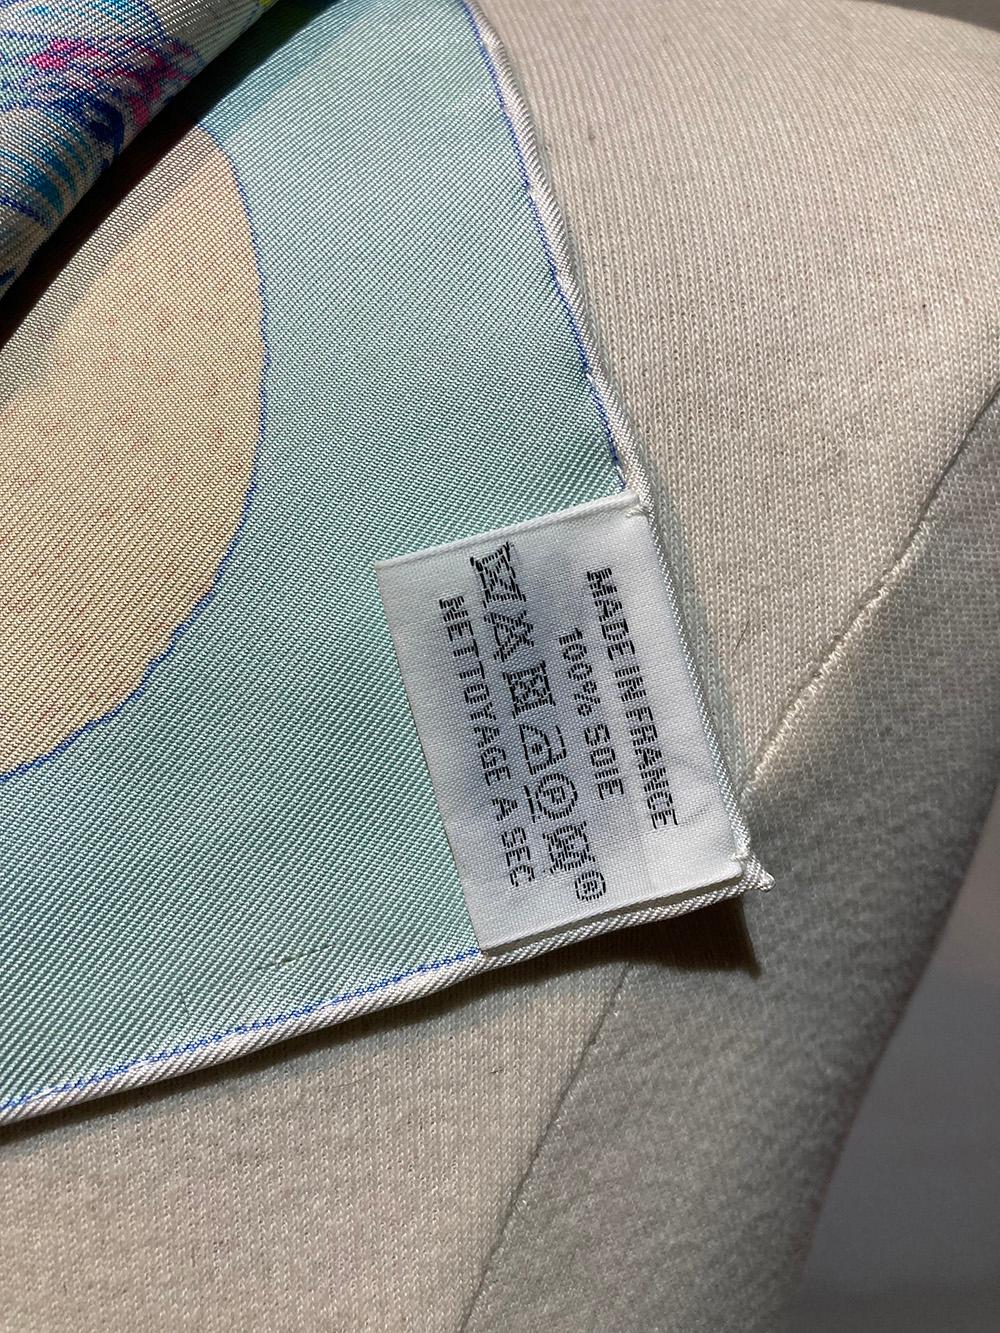 MADE IN FRANCE
100% SOIE
P
©
NETTOYAGE A SEC